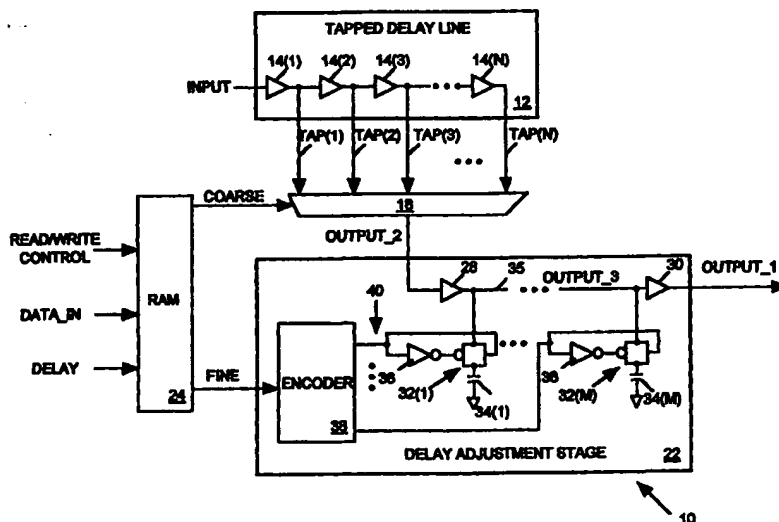 TAPPED DELAY LINE
14(1) 14(2) 14(3) 14(N)
INPUT
12
TAP(1) TAP(2) TAP(3) TAP(N)
COARSE
READ/WRITE
CONTROL
OUTPUT_2
RAM
DATA_IN
DELAY
FINE
24
28 35 OUTPUT_3 30 OUTPUT_1
40
ENCODER
36 36
32(1) 32(M)
34(1) 34(M)
38
DELAY ADJUSTMENT STAGE 22
10